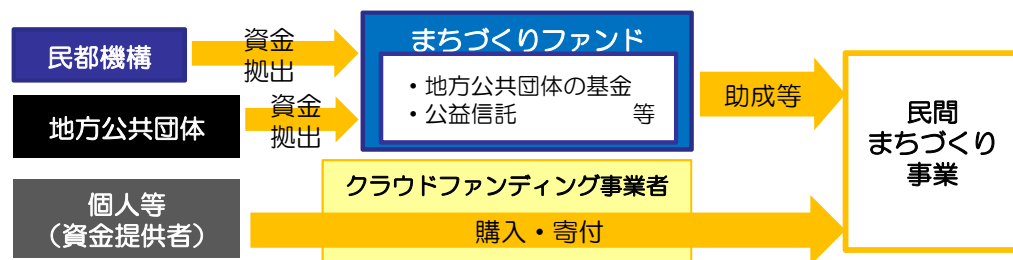 民都機構
資金
拠出
まちづくりファンド
・地方公共団体の基金
・公益信託　　　　等
地方公共団体
資金
拠出
助成等
民間
まちづくり
事業
個人等
（資金提供者）
クラウドファンディング事業者
購入・寄付